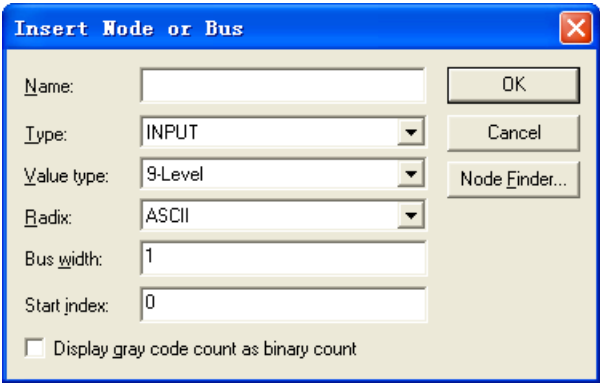 Insert Node or Bus
Name:
OK
Type:
INPUT
Cancel
Value type:
9-Level
Node Finder...
Radix:
ASCII
Bus width:
1
Start index:
0
Display gray code count as binary count